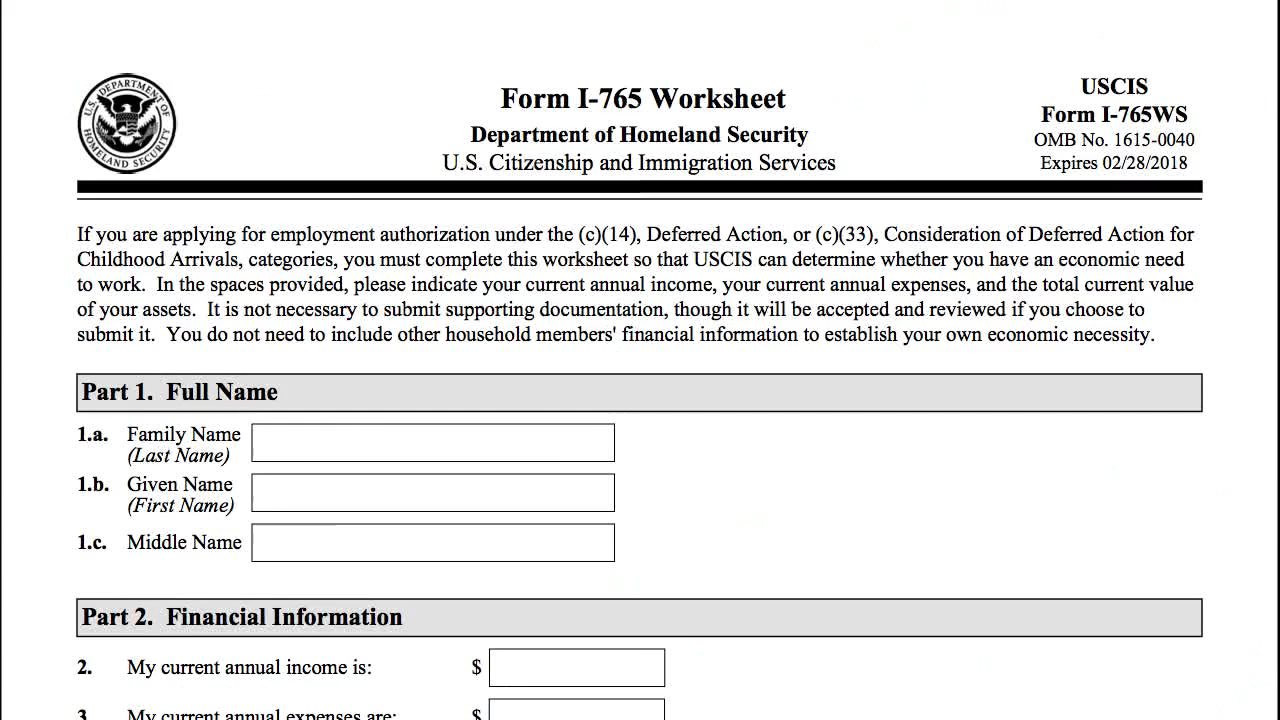 U.S. DEPARTMENT OF HOMELAND SECURITY
Form I-765 Worksheet
Department of Homeland Security
U.S. Citizenship and Immigration Services
USCIS
Form I-765WS
OMB No. 1615-0040
Expires 02/28/2018
If you are applying for employment authorization under the (c)(14), Deferred Action, or (c)(33), Consideration of Deferred Action for
Childhood Arrivals, categories, you must complete this worksheet so that USCIS can determine whether you have an economic need
to work. In the spaces provided, please indicate your current annual income, your current annual expenses, and the total current value
of your assets. It is not necessary to submit supporting documentation, though it will be accepted and reviewed if you choose to
submit it. You do not need to include other household members' financial information to establish your own economic necessity.
Part 1. Full Name
1.a. Family Name
(Last Name)
1.b. Given Name
(First Name)
1.c. Middle Name
Part 2. Financial Information
2. My current annual income is: $
3. My current annual expenses are: $